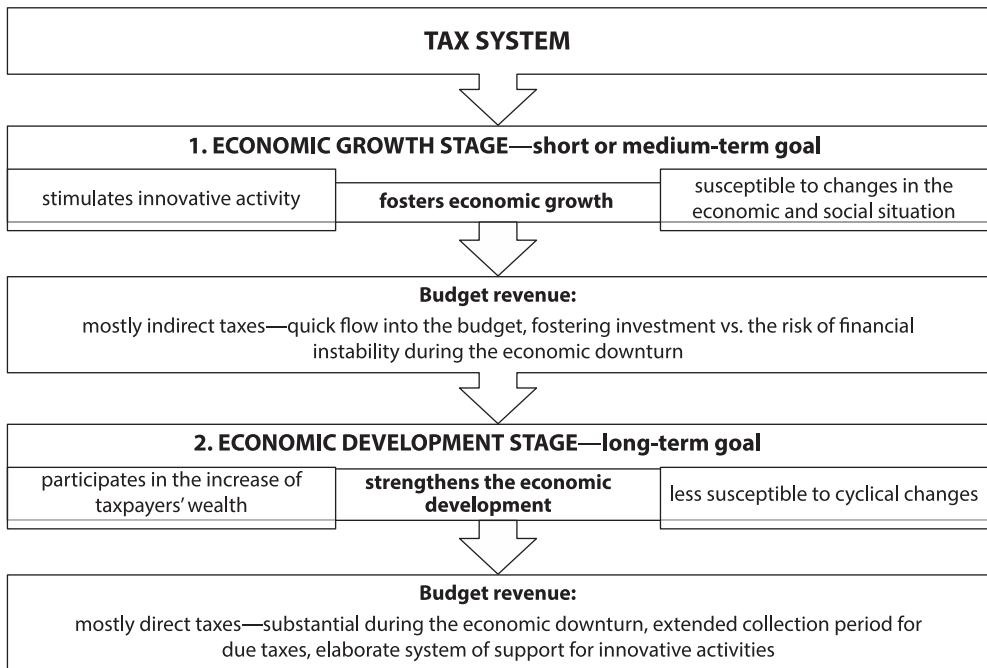 TAX SYSTEM
1. ECONOMIC GROWTH STAGE—short or medium-term goal
stimulates innovative activity
fosters economic growth
susceptible to changes in the
economic and social situation
Budget revenue:
mostly indirect taxes—quick flow into the budget, fostering investment vs. the risk of financial
instability during the economic downturn
2. ECONOMIC DEVELOPMENT STAGE—long-term goal
participates in the increase of
taxpayers’ wealth
strengthens the economic
development
less susceptible to cyclical changes
Budget revenue:
mostly direct taxes—substantial during the economic downturn, extended collection period for
due taxes, elaborate system of support for innovative activities